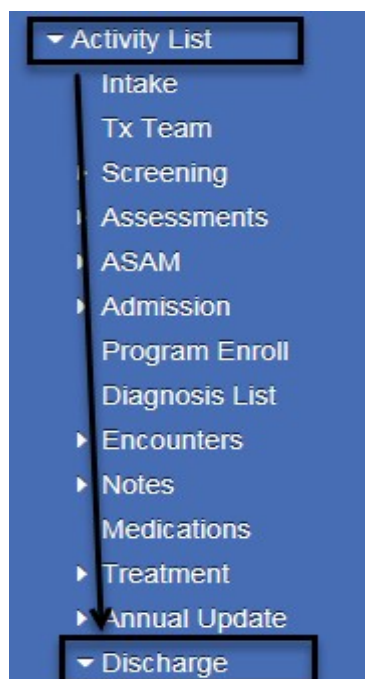 Activity List
Intake
Tx Team
Screening
Assessments
ASAM
Admission
Program Enroll
Diagnosis List
Encounters
Notes
Medications
Treatment
Annual Update
Discharge